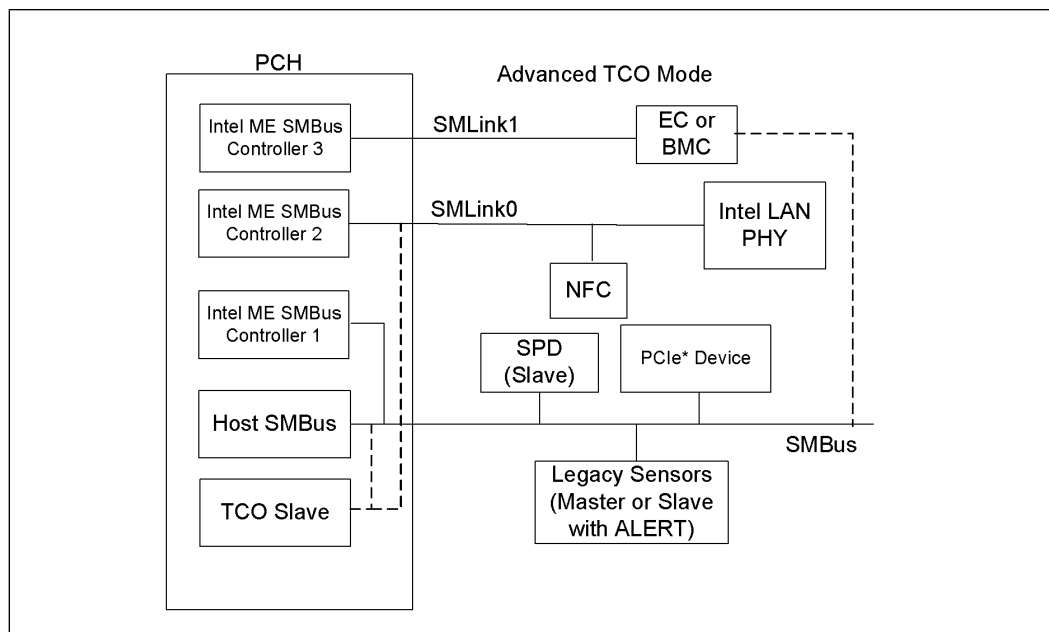 PCH
Advanced TCO Mode
Intel ME SMBus
Controller 3
SMLink1
EC or
BMC
Intel ME SMBus
Controller 2
SMLink0
Intel LAN
PHY
NFC
Intel ME SMBus
Controller 1
SPD
(Slave)
PCIe* Device
Host SMBus
SMBus
Legacy Sensors
(Master or Slave
with ALERT)
TCO Slave